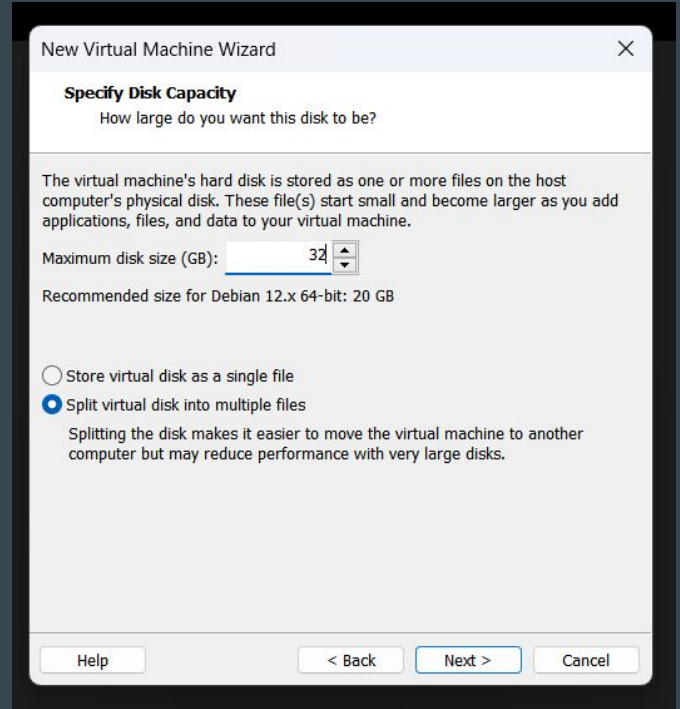 New Virtual Machine Wizard
Specify Disk Capacity
How large do you want this disk to be?
The virtual machine's hard disk is stored as one or more files on the host
computer's physical disk. These file(s) start small and become larger as you add
applications, files, and data to your virtual machine.
Maximum disk size (GB): 32
Recommended size for Debian 12.x 64-bit: 20 GB
Store virtual disk as a single file
Split virtual disk into multiple files
Splitting the disk makes it easier to move the virtual machine to another
computer but may reduce performance with very large disks.
Help < Back Next > Cancel